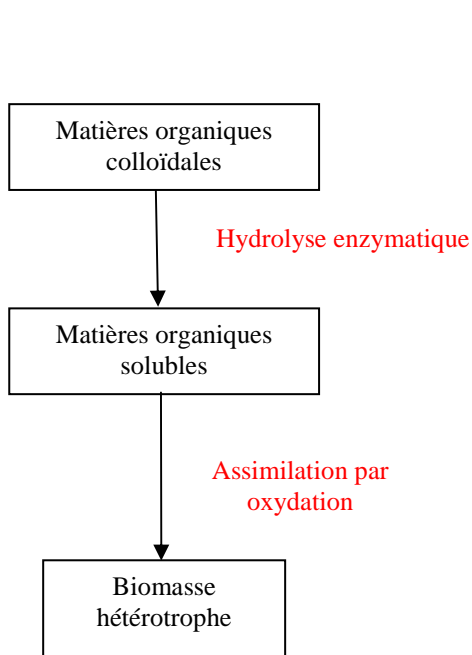 Matières organiques
colloïdales
Hydrolyse enzymatique
Matières organiques
solubles
Assimilation par
oxydation
Biomasse
hétérotrophe